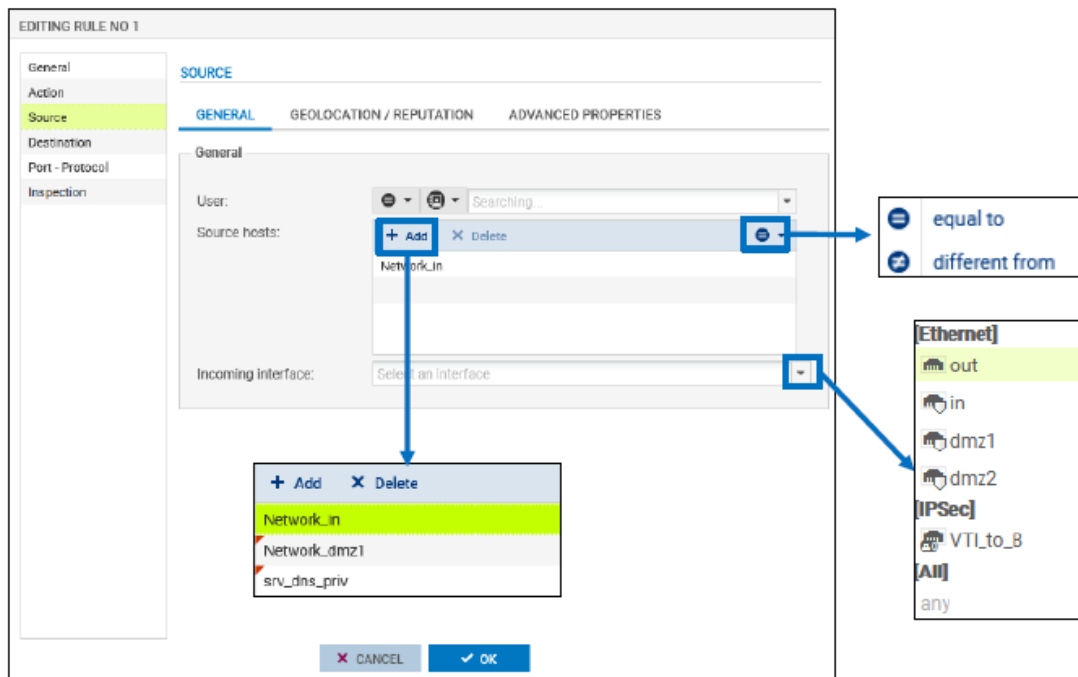 EDITING RULE NO 1
General
Action
Source
Destination
Port - Protocol
Inspection
SOURCE
GENERAL GEOLOCATION / REPUTATION ADVANCED PROPERTIES
General
User: Searching...
Source hosts: + Add × Delete
Network_in
Incoming interface: Select an interface
equal to
different from
[Ethernet]
out
in
dmz1
dmz2
[IPSec]
VTI_to_B
[All]
any
+ Add × Delete
Network_in
Network_dmz1
srv_dns_priv
× CANCEL ✓ OK